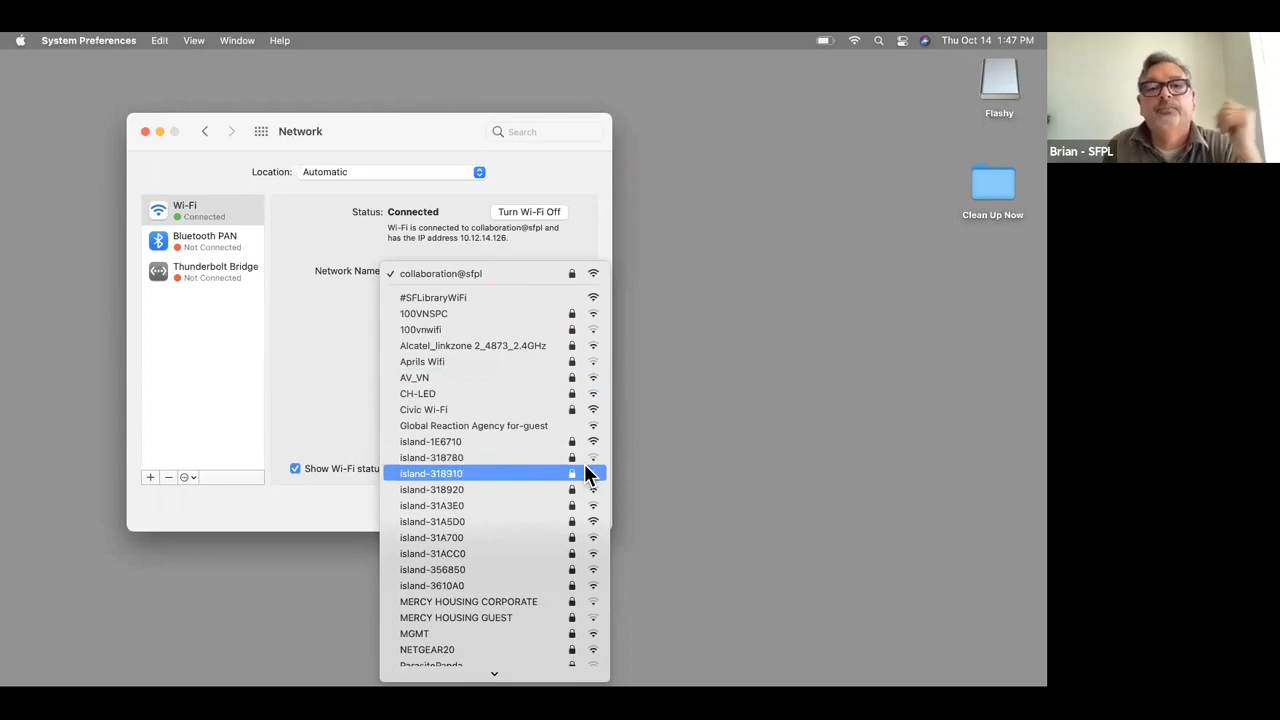 System Preferences Edit View Window Help Thu Oct 14 1:47 PM
Flashy
Clean Up Now
Brian - SFPL
Network
Search
Location: Automatic
Wi-Fi
Connected
Bluetooth PAN
Not Connected
Thunderbolt Bridge
Not Connected
Status: Connected
Turn Wi-Fi Off
Wi-Fi is connected to collaboration@sfpl and
has the IP address 10.12.14.126.
Network Name
collaboration@sfpl
#SFLibraryWiFi
100VNSPC
100vnwifi
Alcatel_linkzone 2_4873_2.4GHz
Aprils Wifi
AV_VN
CH-LED
Civic Wi-Fi
Global Reaction Agency for-guest
island-1E6710
island-318780
island-318910
island-318920
island-31A3E0
island-31A5D0
island-31A700
island-31ACC0
island-356850
island-3610A0
MERCY HOUSING CORPORATE
MERCY HOUSING GUEST
MGMT
NETGEAR20
ParasitoPanda
Show Wi-Fi statu